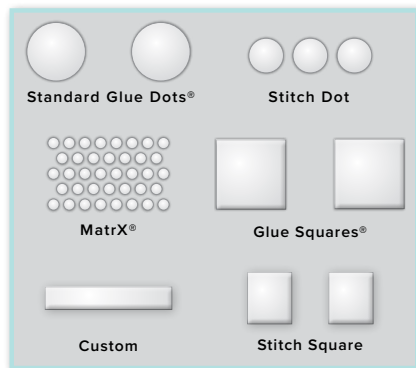 Standard Glue Dots®
Stitch Dot
MatrX®
Glue Squares®
Custom
Stitch Square